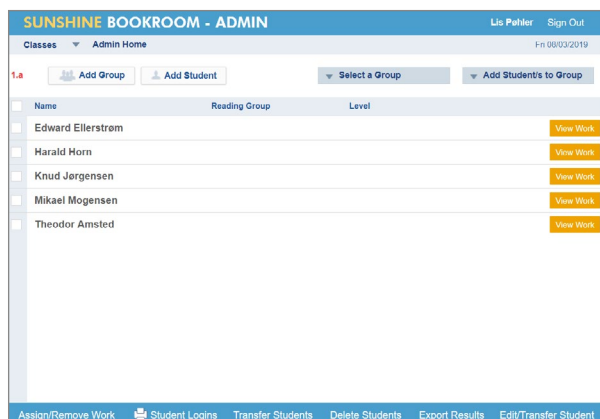 SUNSHINE BOOKROOM - ADMIN Lis Pøhler Sign Out
Classes Admin Home Fri 08/03/2019
1.a Add Group Add Student Select a Group Add Student/s to Group
Name Reading Group Level
Edward Ellerstrøm View Work
Harald Horn View Work
Knud Jørgensen View Work
Mikael Mogensen View Work
Theodor Amsted View Work
Assign/Remove Work Student Logins Transfer Students Delete Students Export Results Edit/Transfer Student